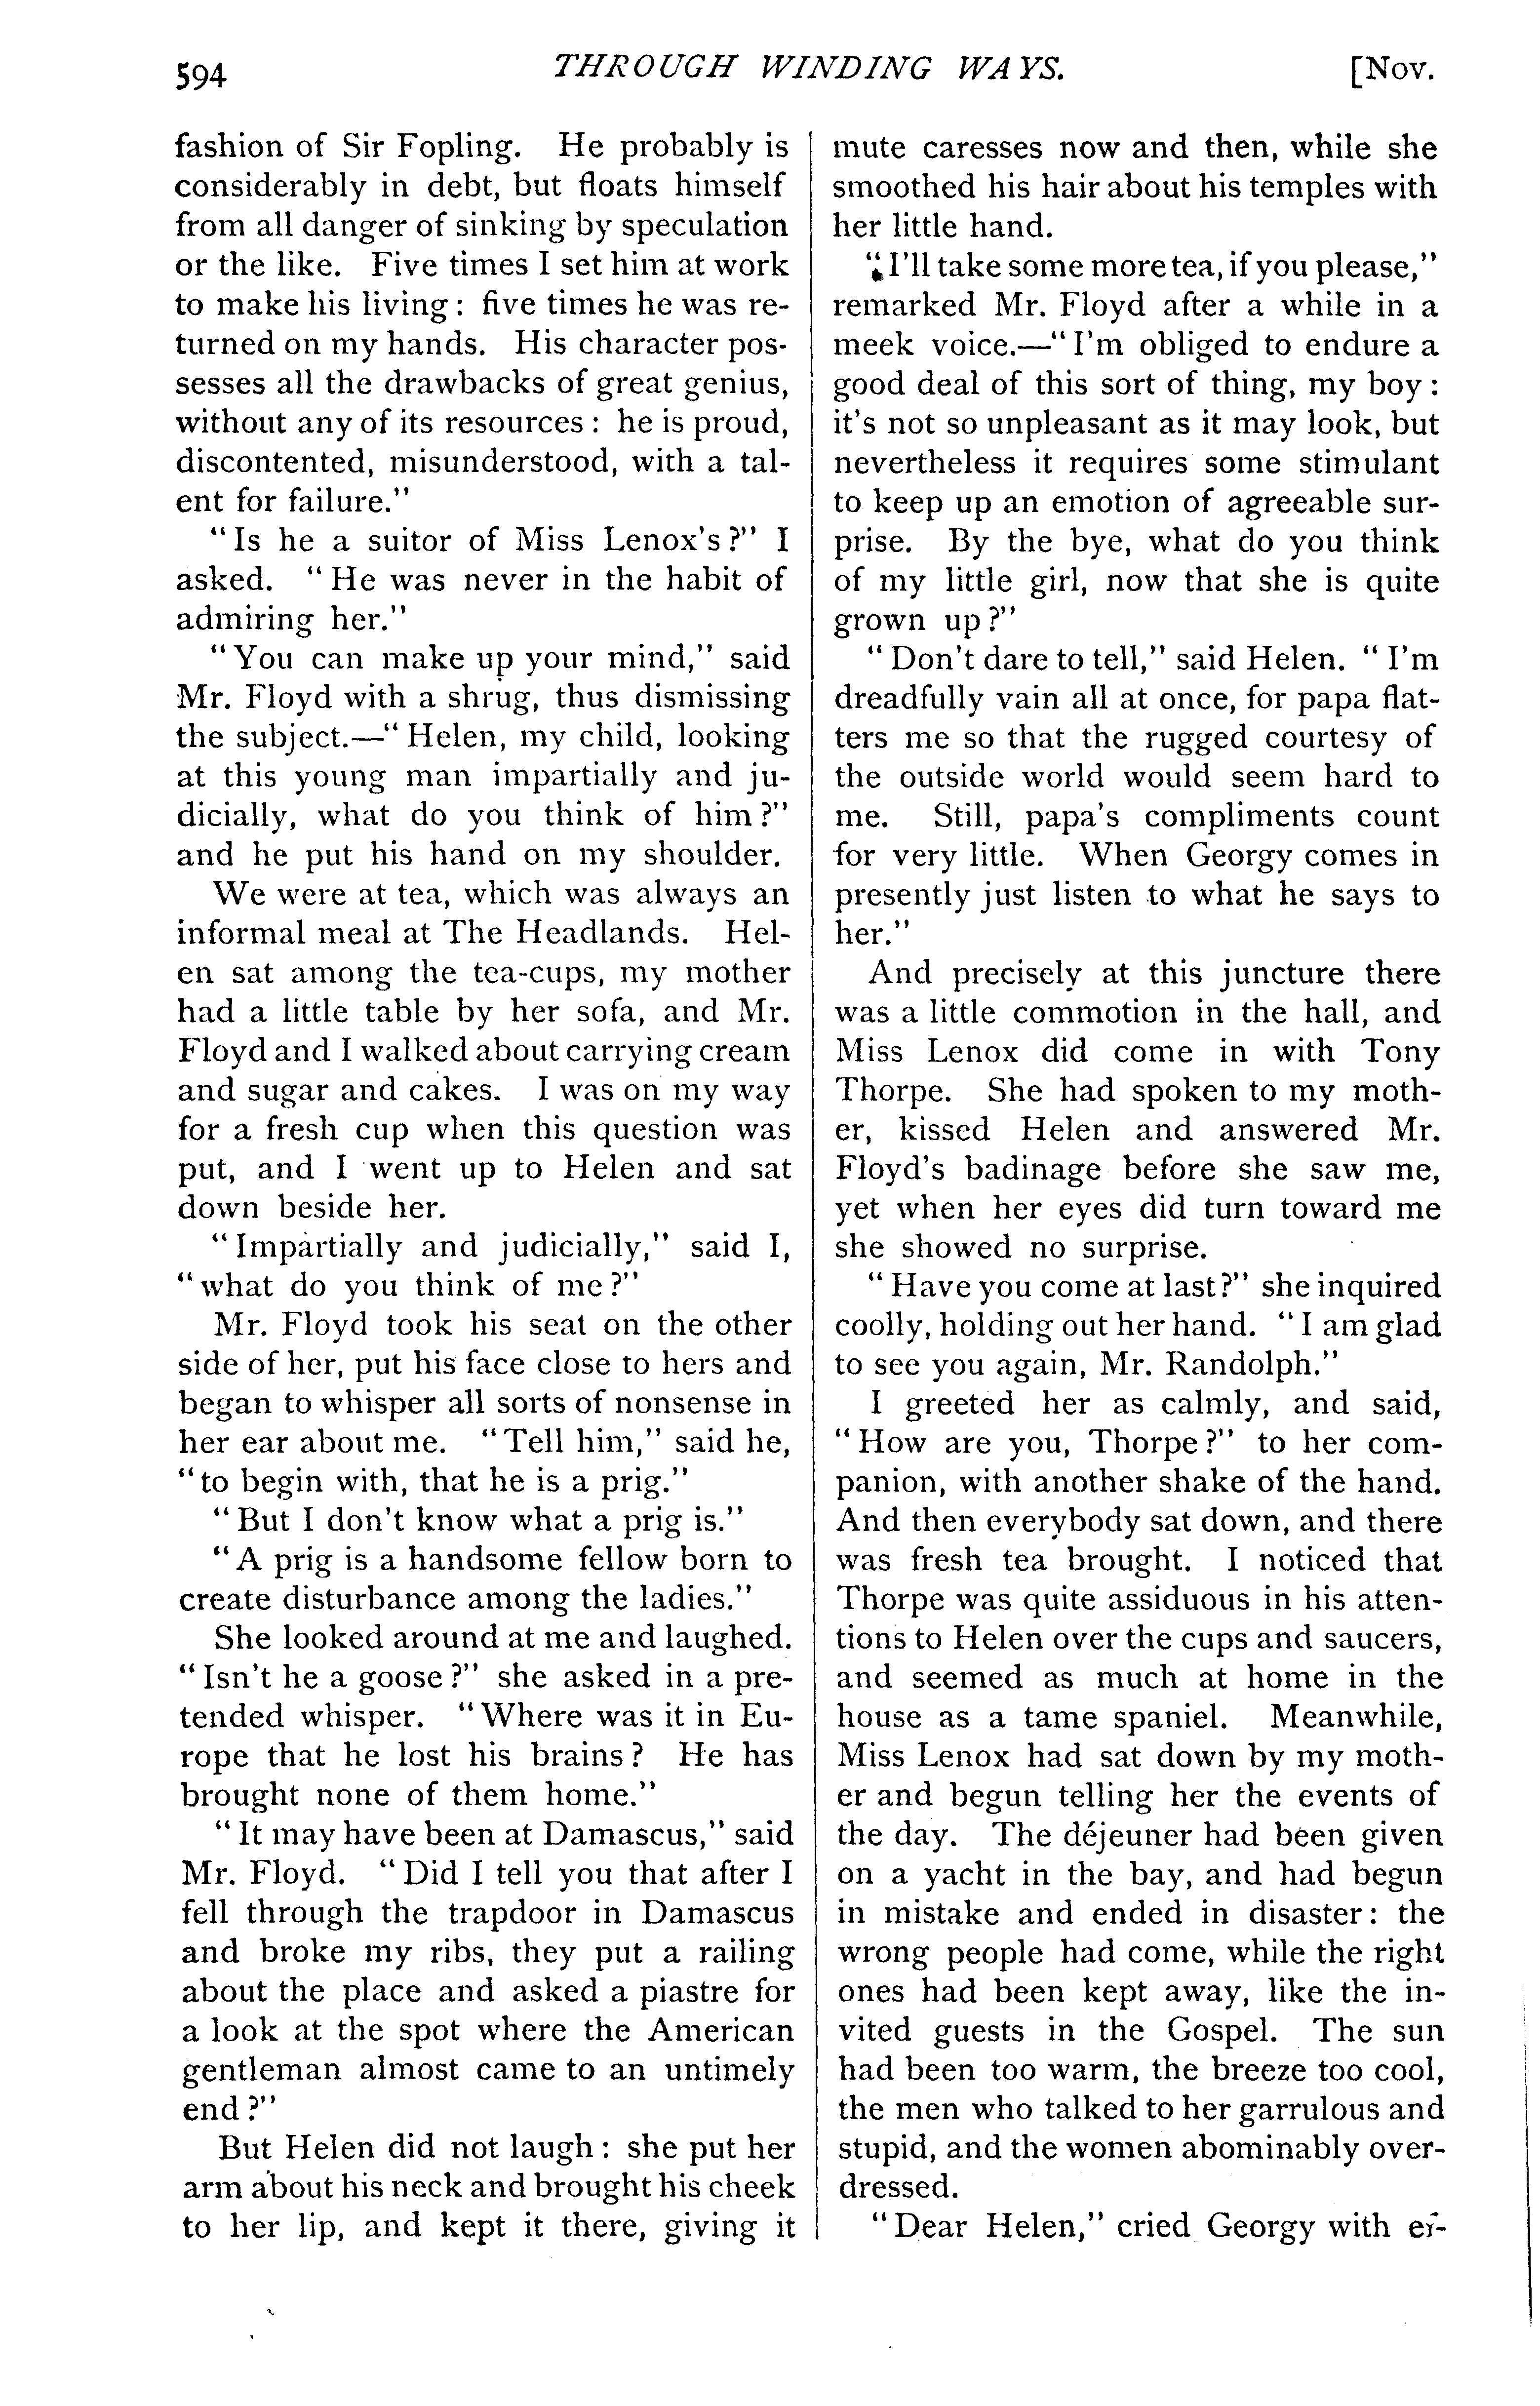 594 THROUGH WINDING WAYS. [Nov.
fashion of Sir Fopling. He probably is
considerably in debt, but floats himself
from all danger of sinking by speculation
or the like. Five times I set him at work
to make his living: five times he was re-
turned on my hands. His character pos-
sesses all the drawbacks of great genius,
without any of its resources: he is proud,
discontented, misunderstood, with a tal-
ent for failure."
"Is he a suitor of Miss Lenox's?" I
asked. "He was never in the habit of
admiring her."
"You can make up your mind," said
Mr. Floyd with a shrug, thus dismissing
the subject.—"Helen, my child, looking
at this young man impartially and ju-
dicially, what do you think of him?"
and he put his hand on my shoulder.
We were at tea, which was always an
informal meal at The Headlands. Hel-
en sat among the tea-cups, my mother
had a little table by her sofa, and Mr.
Floyd and I walked about carrying cream
and sugar and cakes. I was on my way
for a fresh cup when this question was
put, and I went up to Helen and sat
down beside her.
"Impartially and judicially," said I,
"what do you think of me?"
Mr. Floyd took his seat on the other
side of her, put his face close to hers and
began to whisper all sorts of nonsense in
her ear about me. "Tell him," said he,
"to begin with, that he is a prig."
"But I don't know what a prig is."
"A prig is a handsome fellow born to
create disturbance among the ladies."
She looked around at me and laughed.
"Isn't he a goose?" she asked in a pre-
tended whisper. "Where was it in Eu-
rope that he lost his brains? He has
brought none of them home."
"It may have been at Damascus," said
Mr. Floyd. "Did I tell you that after I
fell through the trapdoor in Damascus
and broke my ribs, they put a railing
about the place and asked a piastre for
a look at the spot where the American
gentleman almost came to an untimely
end?"
But Helen did not laugh: she put her
arm about his neck and brought his cheek
to her lip, and kept it there, giving it
mute caresses now and then, while she
smoothed his hair about his temples with
her little hand.
"I'll take some more tea, if you please,"
remarked Mr. Floyd after a while in a
meek voice.—"I'm obliged to endure a
good deal of this sort of thing, my boy:
it's not so unpleasant as it may look, but
nevertheless it requires some stimulant
to keep up an emotion of agreeable sur-
prise. By the bye, what do you think
of my little girl, now that she is quite
grown up?"
"Don't dare to tell," said Helen. "I'm
dreadfully vain all at once, for papa flat-
ters me so that the rugged courtesy of
the outside world would seem hard to
me. Still, papa's compliments count
for very little. When Georgy comes in
presently just listen to what he says to
her."
And precisely at this juncture there
was a little commotion in the hall, and
Miss Lenox did come in with Tony
Thorpe. She had spoken to my moth-
er, kissed Helen and answered Mr.
Floyd's badinage before she saw me,
yet when her eyes did turn toward me
she showed no surprise.
"Have you come at last?" she inquired
coolly, holding out her hand. "I am glad
to see you again, Mr. Randolph."
I greeted her as calmly, and said,
"How are you, Thorpe?" to her com-
panion, with another shake of the hand.
And then everybody sat down, and there
was fresh tea brought. I noticed that
Thorpe was quite assiduous in his atten-
tions to Helen over the cups and saucers,
and seemed as much at home in the
house as a tame spaniel. Meanwhile,
Miss Lenox had sat down by my moth-
er and begun telling her the events of
the day. The déjeuner had been given
on a yacht in the bay, and had begun
in mistake and ended in disaster: the
wrong people had come, while the right
ones had been kept away, like the in-
vited guests in the Gospel. The sun
had been too warm, the breeze too cool,
the men who talked to her garrulous and
stupid, and the women abominably over-
dressed.
"Dear Helen," cried Georgy with ef-